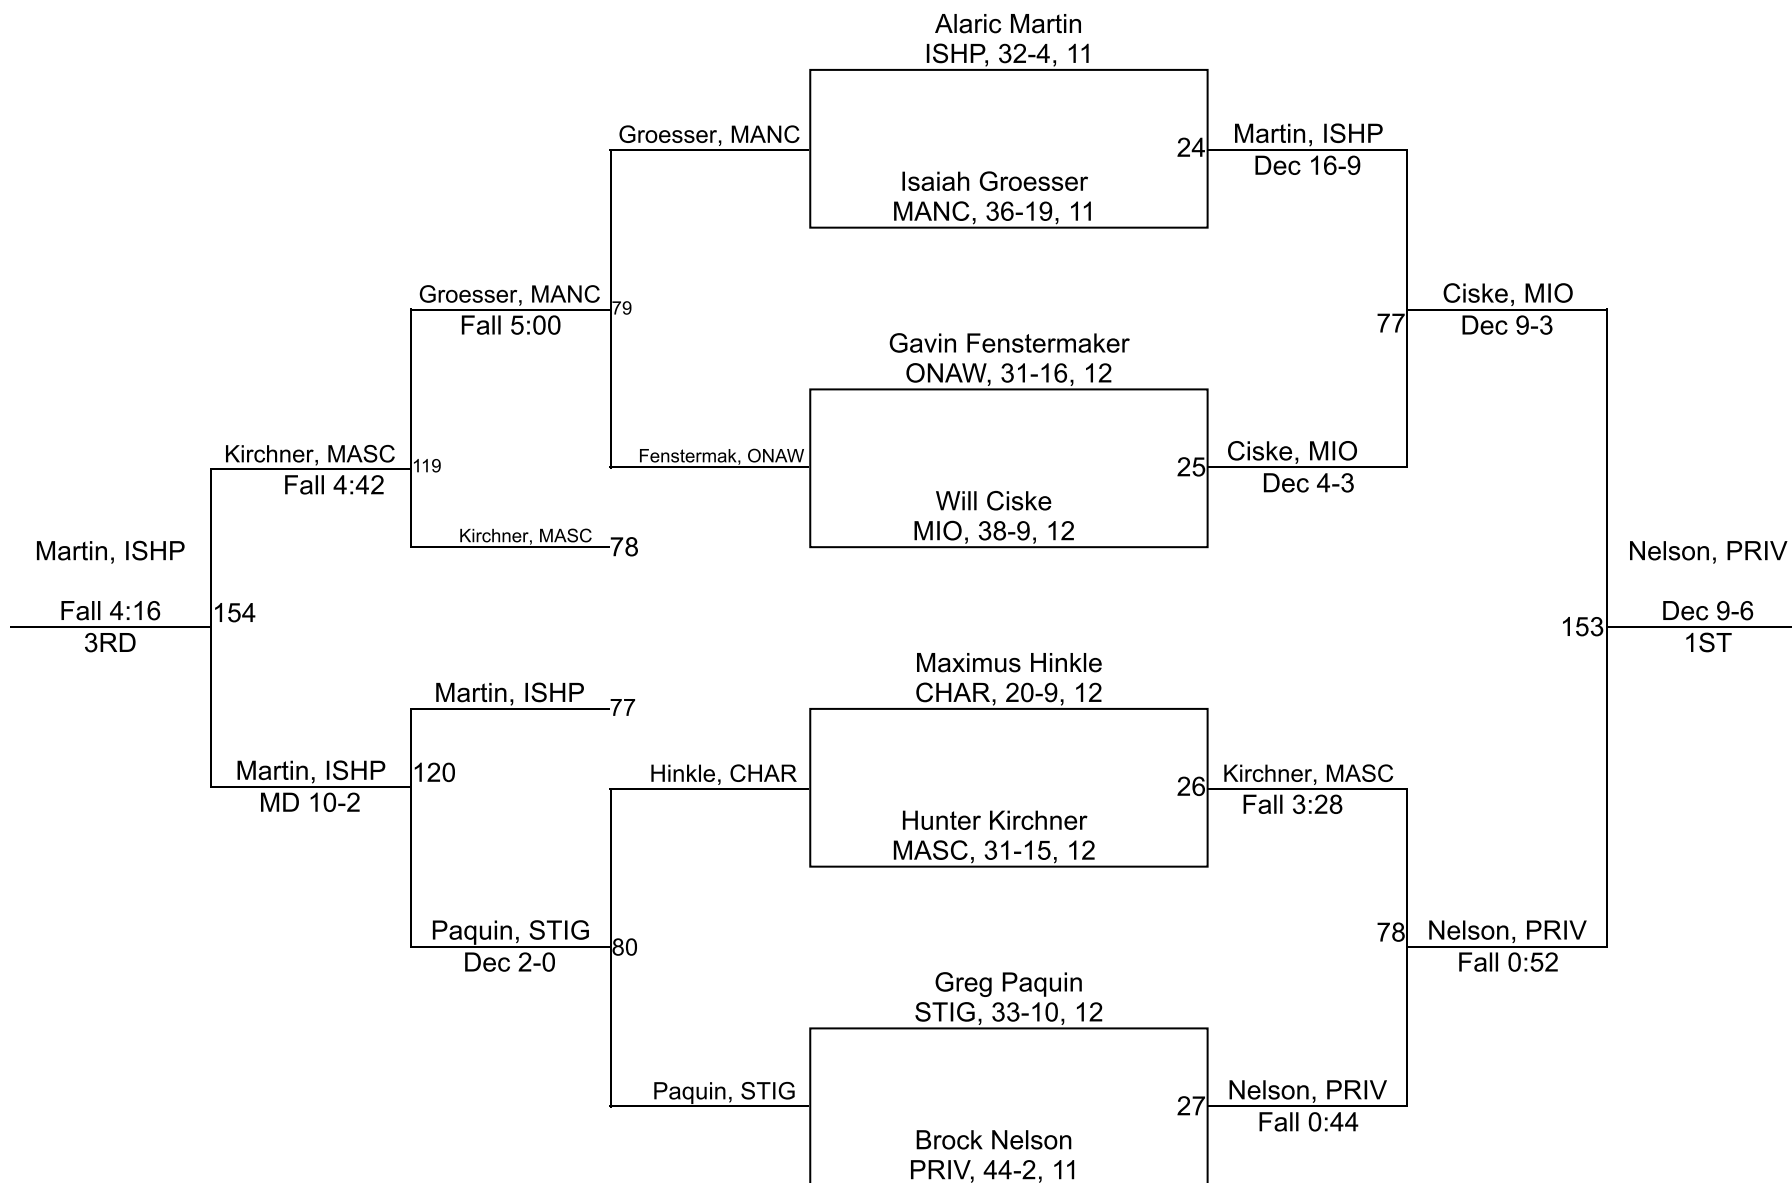 Alaric Martin
ISHP, 32-4, 11
Groesser, MANC
24
Martin, ISHP
Dec 16-9
Isaiah Groesser
MANC, 36-19, 11
Groesser, MANC
79
Fall 5:00
77
Ciske, MIO
Dec 9-3
Gavin Fenstermaker
ONAW, 31-16, 12
Kirchner, MASC
119
Fall 4:42
Fenstermak, ONAW
25
Ciske, MIO
Dec 4-3
Will Ciske
MIO, 38-9, 12
Kirchner, MASC
78
Martin, ISHP
Fall 4:16
3RD
154
Nelson, PRIV
153
Dec 9-6
1ST
Maximus Hinkle
CHAR, 20-9, 12
Martin, ISHP
77
Martin, ISHP
120
MD 10-2
Hinkle, CHAR
26
Kirchner, MASC
Fall 3:28
Hunter Kirchner
MASC, 31-15, 12
Paquin, STIG
80
Dec 2-0
78
Nelson, PRIV
Fall 0:52
Greg Paquin
STIG, 33-10, 12
Paquin, STIG
27
Nelson, PRIV
Fall 0:44
Brock Nelson
PRIV, 44-2, 11